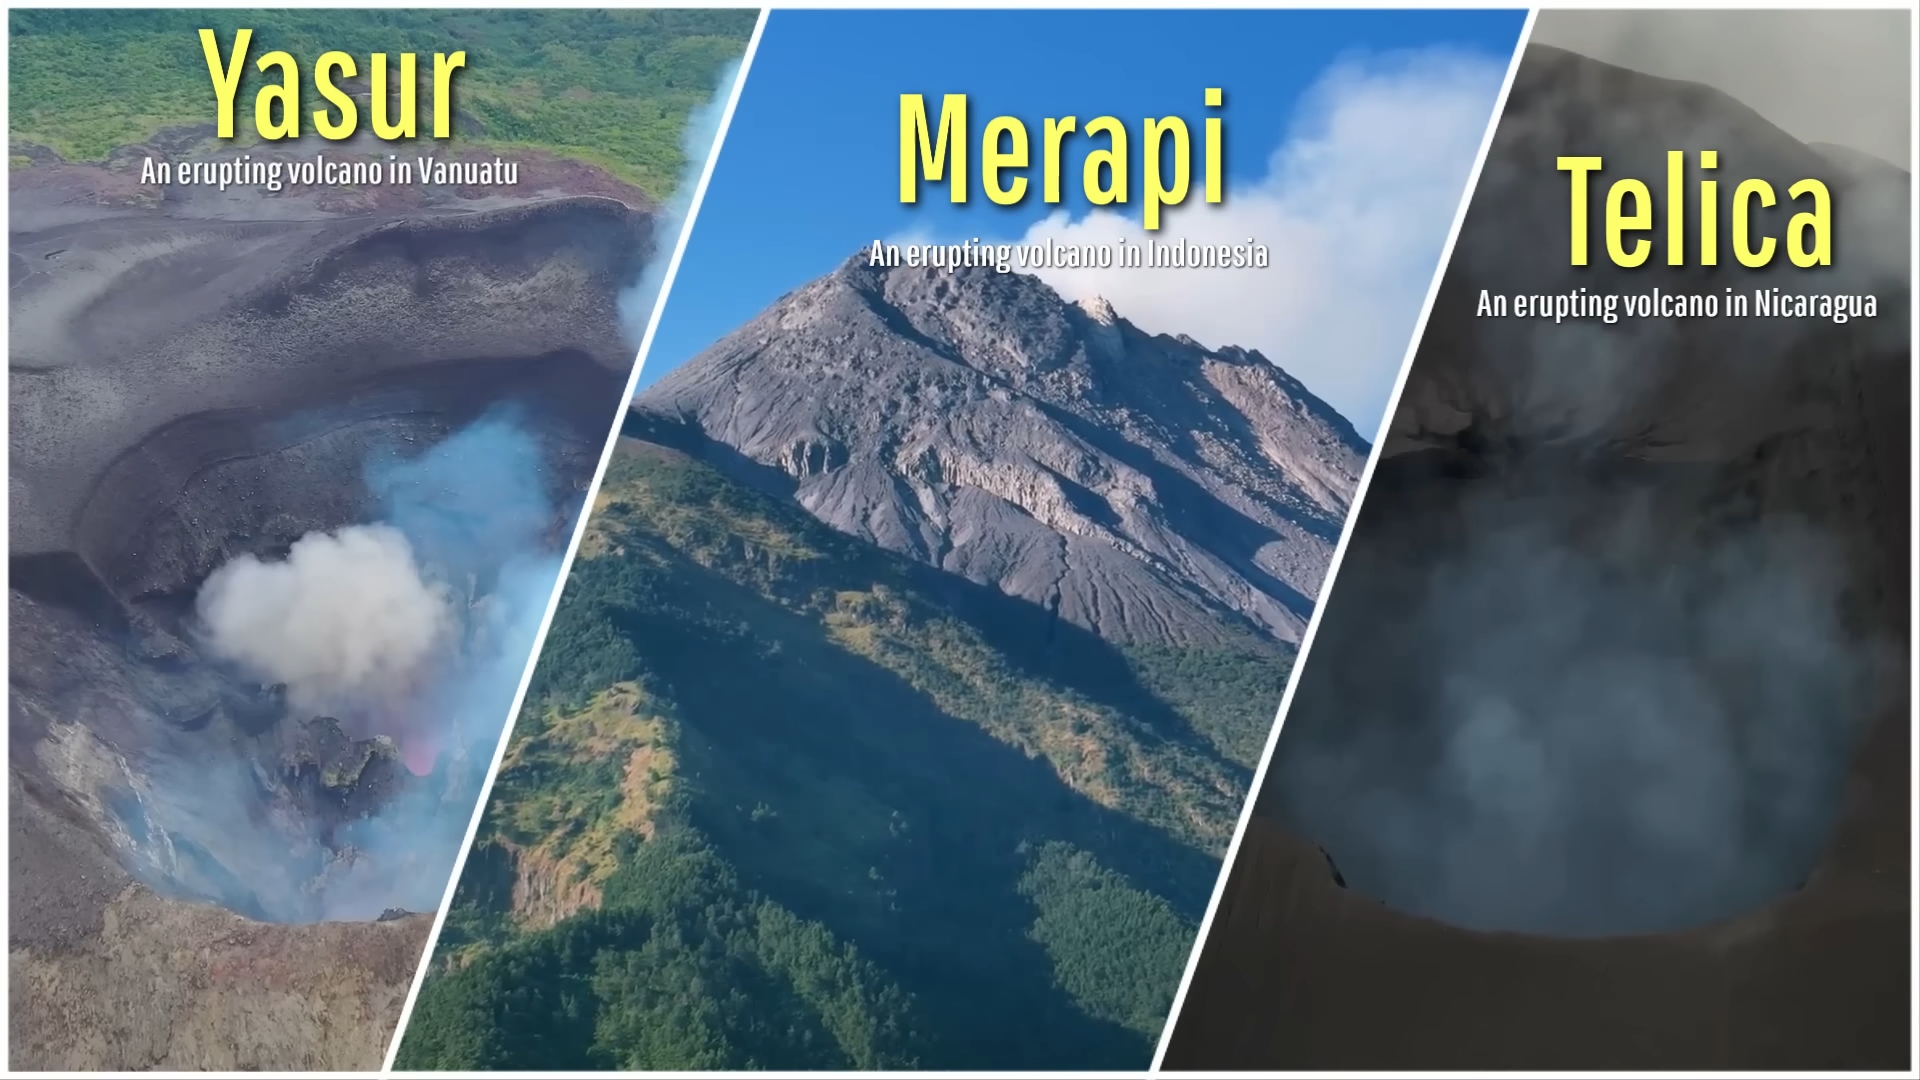 Yasur
An erupting volcano in Vanuatu
Merapi
An erupting volcano in Indonesia
Telica
An erupting volcano in Nicaragua